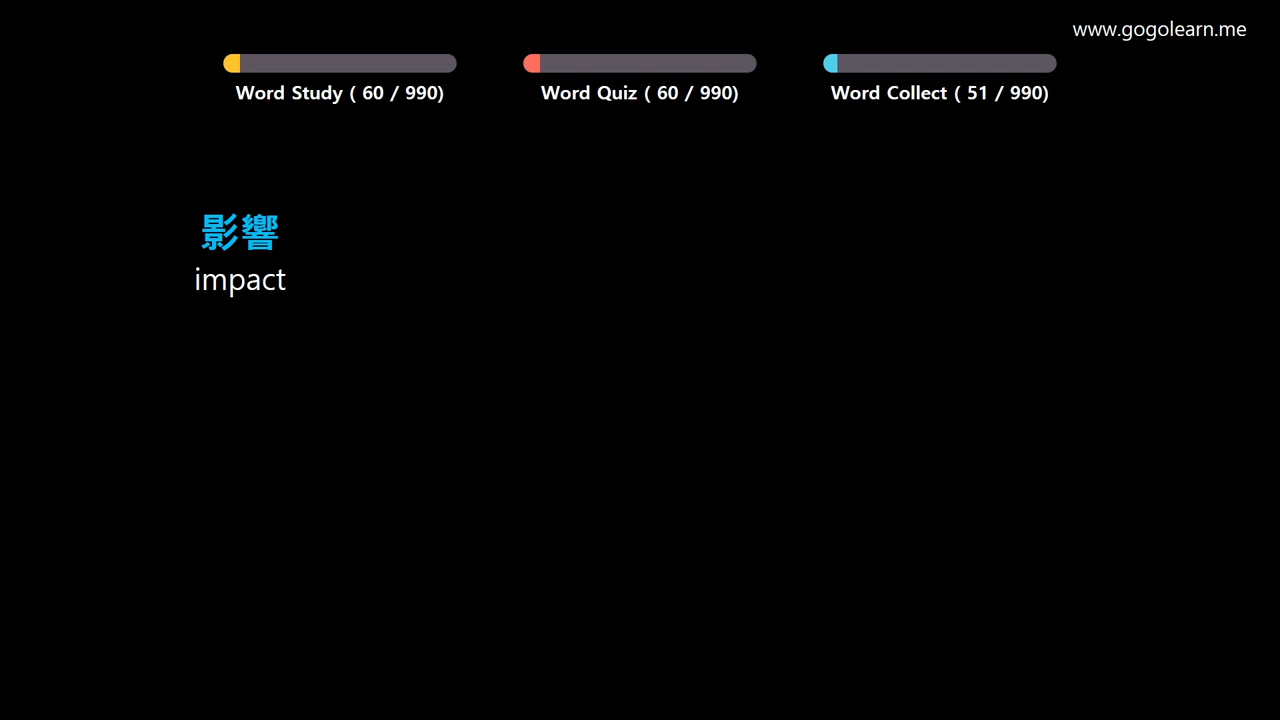 www.gogolearn.me
Word Study ( 60 / 990)
Word Quiz ( 60 / 990)
Word Collect ( 51 / 990)
影響
impact